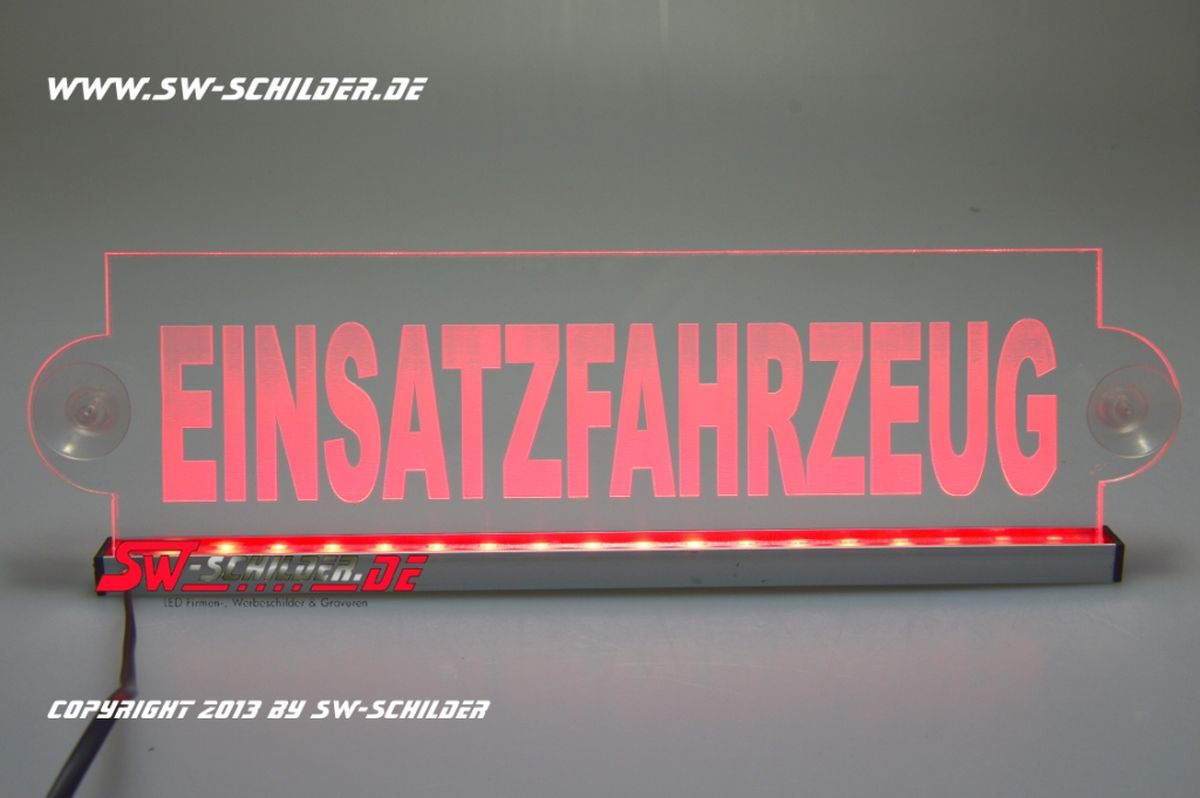 WWW.SW-SCHILDER.DE
EINSATZFAHRZEUG
SW-SCHILDER.DE
LED Firmen-, Werbeschilder & Gravuren
COPYRIGHT 2013 BY SW-SCHILDER